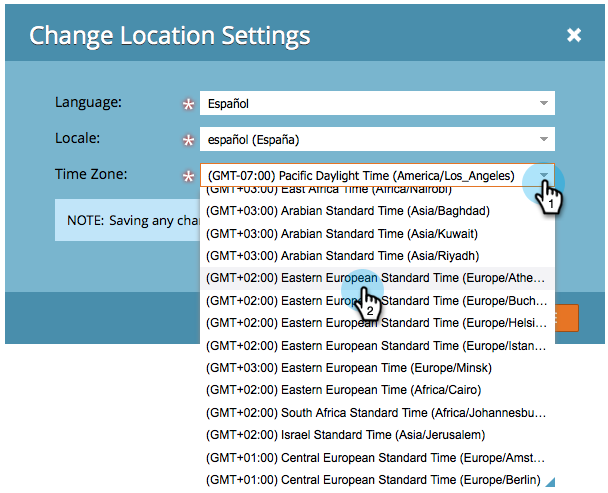 Change Location Settings
Language:
* Español
Locale:
* español (España)
Time Zone:
* (GMT-07:00) Pacific Daylight Time (America/Los_Angeles)
(GMT+03:00) East Africa Time (Africa/Nairobi)
NOTE: Saving any cha
(GMT+03:00) Arabian Standard Time (Asia/Baghdad)
(GMT+03:00) Arabian Standard Time (Asia/Kuwait)
(GMT+03:00) Arabian Standard Time (Asia/Riyadh)
(GMT+02:00) Eastern European Standard Time (Europe/Athe...
(GMT+02:00) Eastern European Standard Time (Europe/Buch...
(GMT+02:00) Eastern European Standard Time (Europe/Helsi...
(GMT+02:00) Eastern European Standard Time (Europe/Istan...
(GMT+03:00) Eastern European Time (Europe/Minsk)
(GMT+02:00) Eastern European Time (Africa/Cairo)
(GMT+02:00) South Africa Standard Time (Africa/Johannesbu...
(GMT+02:00) Israel Standard Time (Asia/Jerusalem)
(GMT+01:00) Central European Standard Time (Europe/Amst...
(GMT+01:00) Central European Standard Time (Europe/Berlin)
1
2